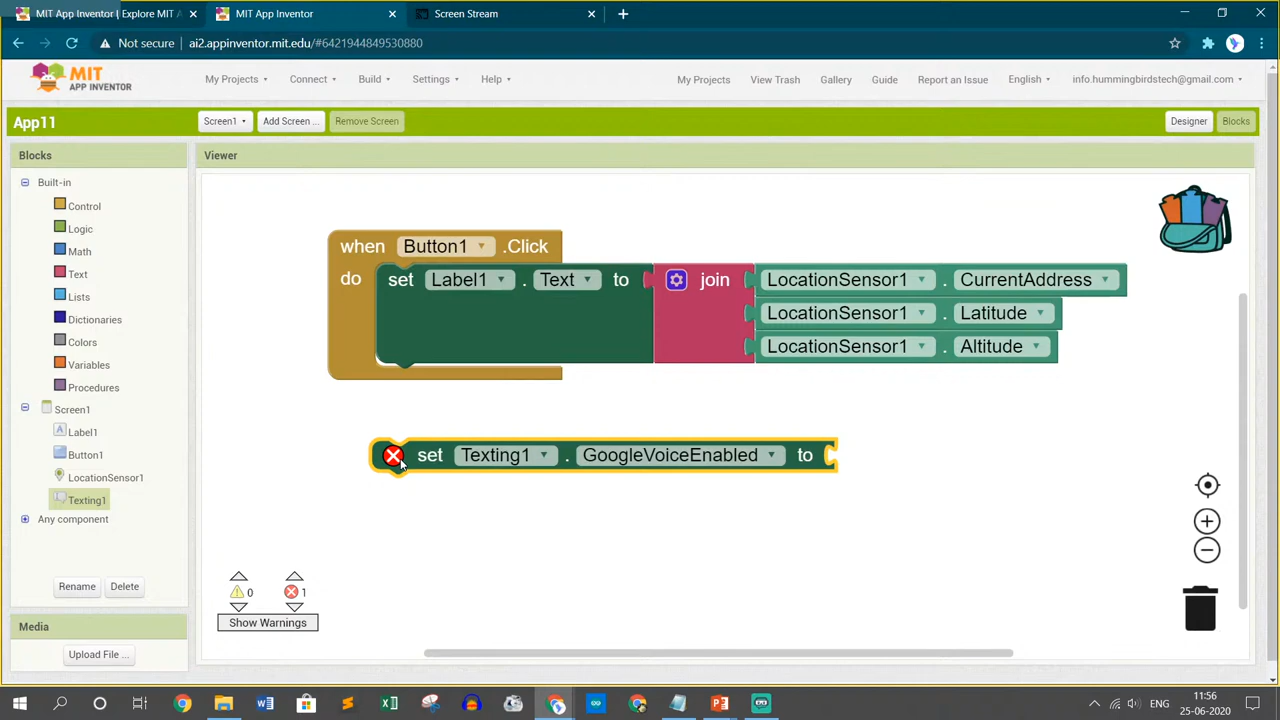 MIT App Inventor | Explore MIT A
MIT App Inventor
Screen Stream
Not secure
ai2.appinventor.mit.edu/#6421944849530880
MIT
APP INVENTOR
My Projects
Connect
Build
Settings
Help
My Projects
View Trash
Gallery
Guide
Report an Issue
English
info.hummingbirdstech@gmail.com
App11
Screen1
Add Screen ...
Remove Screen
Designer
Blocks
Blocks
Built-in
Control
Logic
Math
Text
Lists
Dictionaries
Colors
Variables
Procedures
Screen1
Label1
Button1
LocationSensor1
Texting1
Any component
Rename
Delete
Media
Upload File ...
Viewer
when Button1 .Click
do set Label1 . Text to join LocationSensor1 . CurrentAddress
LocationSensor1 . Latitude
LocationSensor1 . Altitude
set Texting1 . GoogleVoiceEnabled to
0
1
Show Warnings
ENG
11:56
25-06-2020